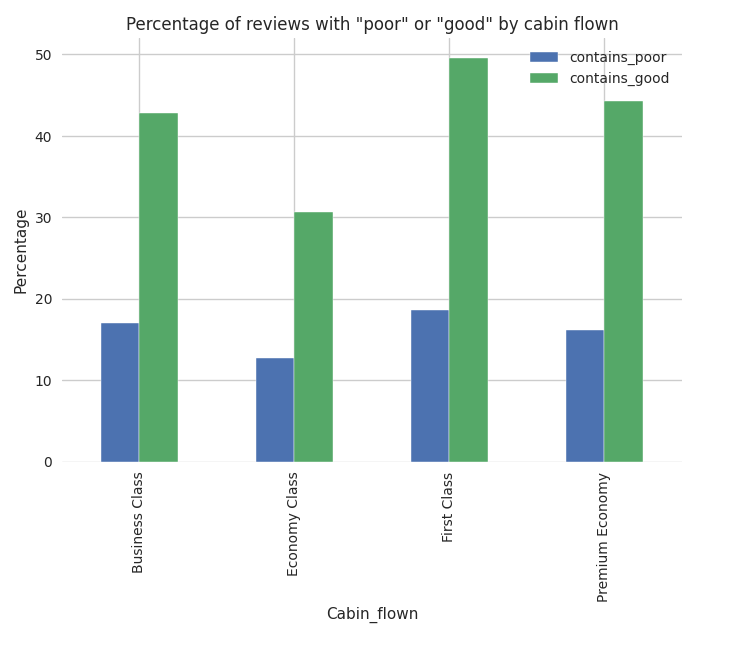 Percentage of reviews with "poor" or "good" by cabin flown
contains_poor
contains_good
Percentage
50
40
30
20
10
0
Business Class
Economy Class
First Class
Premium Economy
Cabin_flown